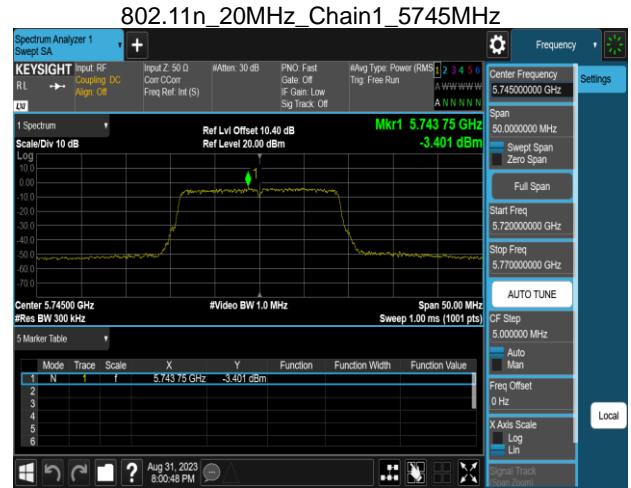 802.11n_20MHz_Chain1_5745MHz
Spectrum Analyzer 1
Swept SA
+
Frequency
KEYSIGHT
RL
LXI
Input: RF
Coupling: DC
Align: Off
Input Z: 50 Ω
Corr CCorr
Freq Ref: Int (S)
#Atten: 30 dB
PNO: Fast
Gate: Off
IF Gain: Low
Sig Track: Off
#Avg Type: Power (RMS
Trig: Free Run
1 2 3 4 5 6
A W W W W W
A N N N N N
Center Frequency
5.745000000 GHz
Settings
1 Spectrum
Scale/Div 10 dB
Ref Lvl Offset 10.40 dB
Ref Level 20.00 dBm
Mkr1 5.743 75 GHz
-3.401 dBm
Log
10.0
0.00
-10.0
-20.0
-30.0
-40.0
-50.0
-60.0
-70.0
1
Center 5.74500 GHz
#Video BW 1.0 MHz
Span 50.00 MHz
#Res BW 300 kHz
Sweep 1.00 ms (1001 pts)
Span
50.0000000 MHz
Swept Span
Zero Span
Full Span
Start Freq
5.720000000 GHz
Stop Freq
5.770000000 GHz
AUTO TUNE
CF Step
5.000000 MHz
Auto
Man
Freq Offset
0 Hz
X Axis Scale
Log
Lin
Signal Track
(Span Zoom)
Local
5 Marker Table
Mode Trace Scale X Y Function Function Width Function Value
1 N 1 f 5.743 75 GHz -3.401 dBm
2
3
4
5
6
?
Aug 31, 2023
8:00:48 PM